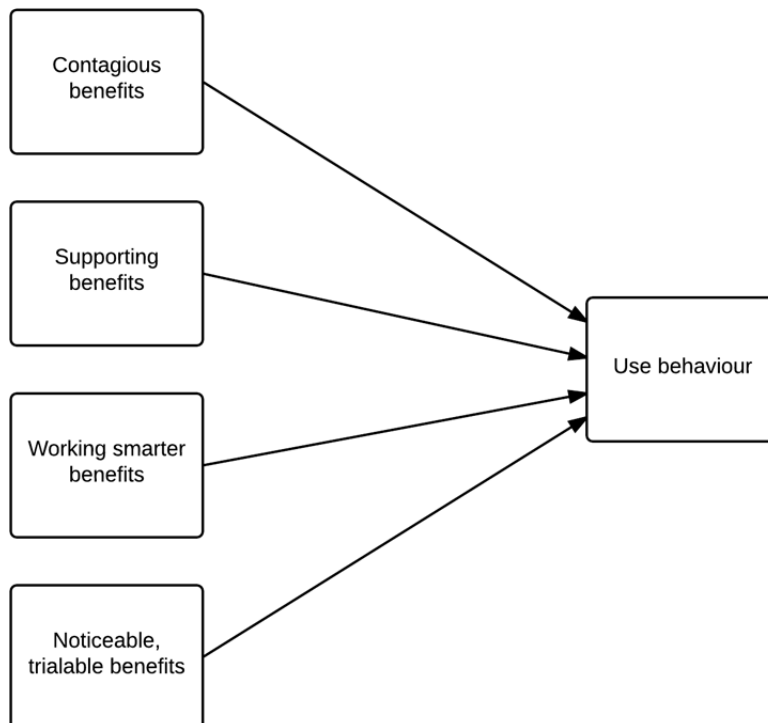 Contagious
benefits
Supporting
benefits
Use behaviour
Working smarter
benefits
Noticeable,
trialable benefits